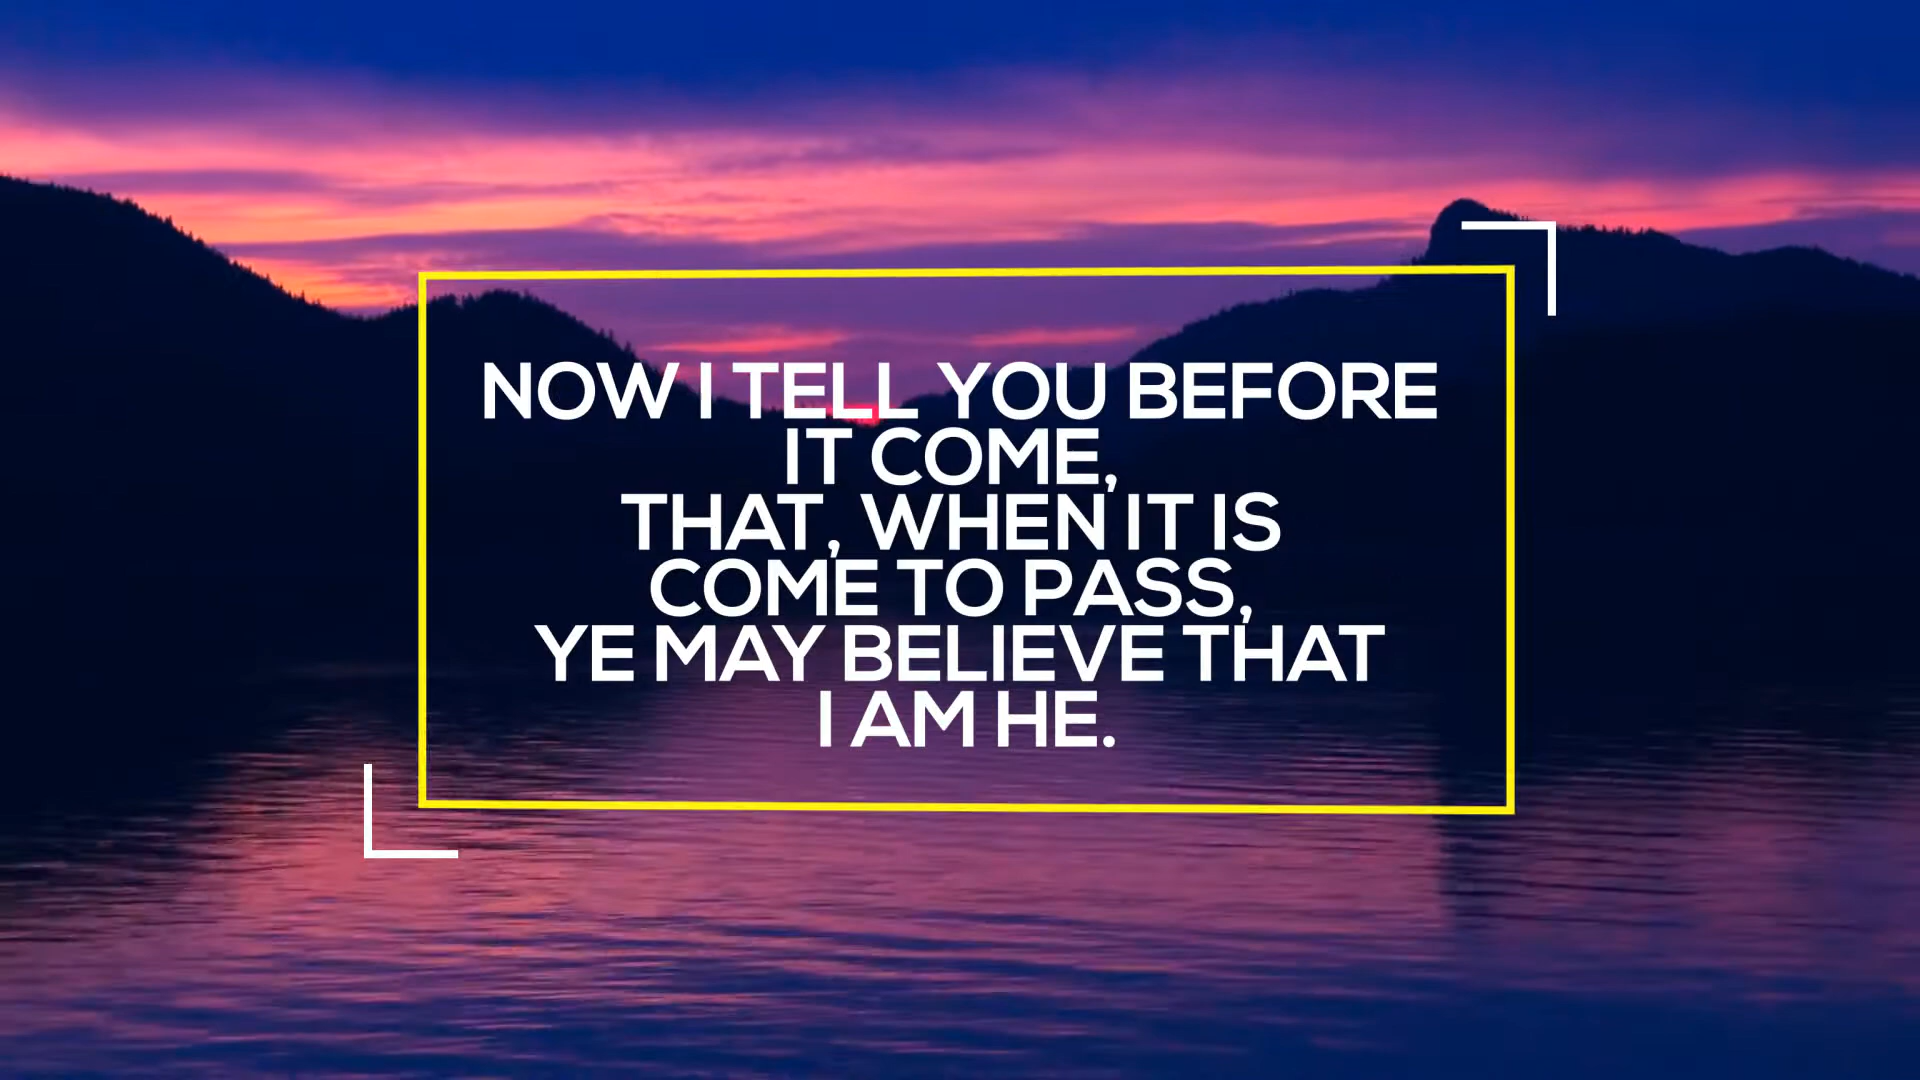 NOW I TELL YOU BEFORE
IT COME,
THAT, WHEN IT IS
COME TO PASS,
YE MAY BELIEVE THAT
I AM HE.